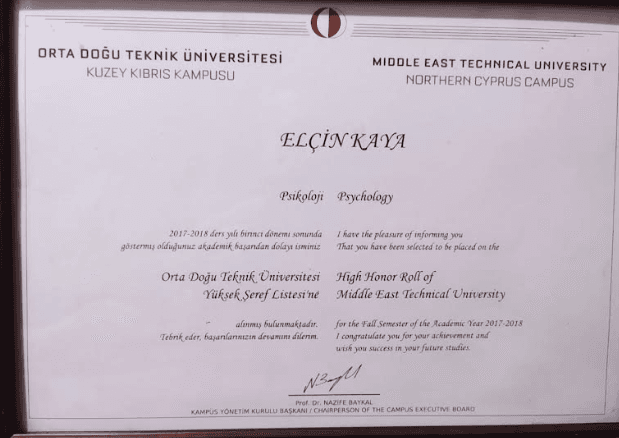 ORTA DOĞU TEKNİK ÜNİVERSİTESİ
KUZEY KIBRIS KAMPUSU
MIDDLE EAST TECHNICAL UNIVERSITY
NORTHERN CYPRUS CAMPUS
ELÇİN KAYA
Psikoloji
Psychology
2017-2018 ders yılı birinci dönemi sonunda
göstermiş olduğunuz akademik başarıdan dolayı isminiz
Orta Doğu Teknik Üniversitesi
Yüksek Şeref Listesi'ne
alınmış bulunmaktadır.
Tebrik eder, başarılarınızın devamını dilerim.
I have the pleasure of informing you
That you have been selected to be placed on the
High Honor Roll of
Middle East Technical University
for the Fall Semester of the Academic Year 2017-2018
I congratulate you for your achievement and
wish you success in your future studies.
Prof. Dr. NAZİFE BAYKAL
KAMPUS YÖNETİM KURULU BAŞKANI / CHAIRPERSON OF THE CAMPUS EXECUTIVE BOARD